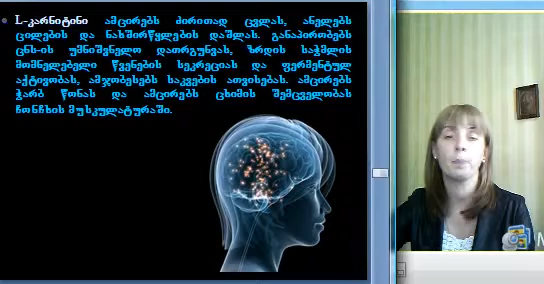 L-კარნიტინი ამცირებს ძირითად ცვლას, ანელებს
ცილების და ნახშირწყლების დაშლას. განაპირობებს
ცნს-ის უმნიშვნელო დათრგუნვას, ზრდის საჭმლის
მომნელებელი წვენების სეკრეციას და ფერმენტულ
აქტივობას, ამჯობესებს საკვების ათვისებას. ამცირებს
ჭარბ წონას და ამცირებს ცხიმის შემცველობას
ჩონჩხის მუსკულატურაში.